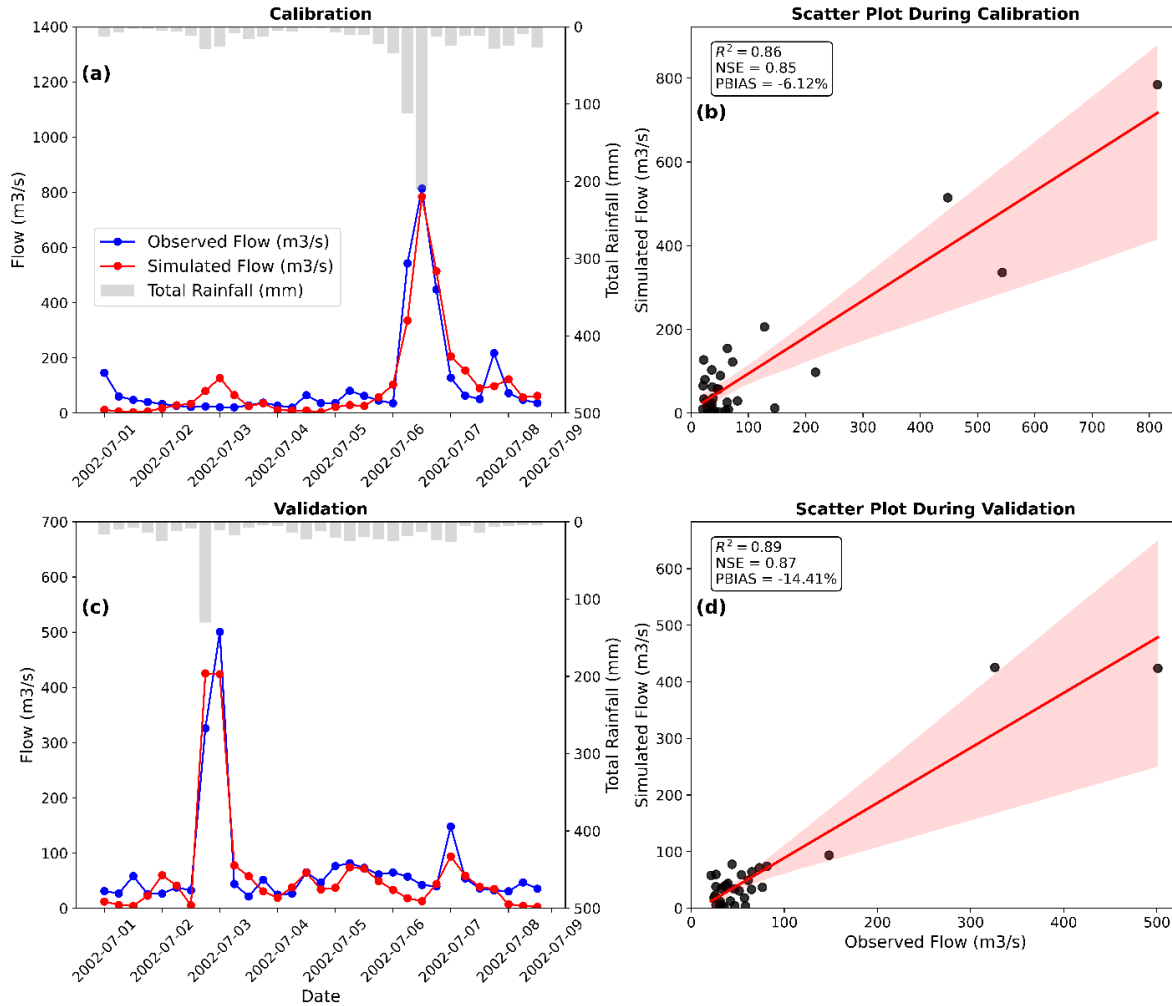 Calibration
1400
1200
1000
800
600
400
200
0
Flow (m3/s)
(a)
Observed Flow (m3/s)
Simulated Flow (m3/s)
Total Rainfall (mm)
0
100
200
300
400
500
Total Rainfall (mm)
2002-07-01
2002-07-02
2002-07-03
2002-07-04
2002-07-05
2002-07-06
2002-07-07
2002-07-08
2002-07-09
Scatter Plot During Calibration
R² = 0.86
NSE = 0.85
PBIAS = -6.12%
(b)
800
600
400
200
0
Simulated Flow (m3/s)
0
100
200
300
400
500
600
700
800
Validation
700
600
500
400
300
200
100
0
Flow (m3/s)
(c)
0
100
200
300
400
500
Total Rainfall (mm)
2002-07-01
2002-07-02
2002-07-03
2002-07-04
2002-07-05
2002-07-06
2002-07-07
2002-07-08
2002-07-09
Date
Scatter Plot During Validation
R² = 0.89
NSE = 0.87
PBIAS = -14.41%
(d)
600
500
400
300
200
100
0
Simulated Flow (m3/s)
0
100
200
300
400
500
Observed Flow (m3/s)